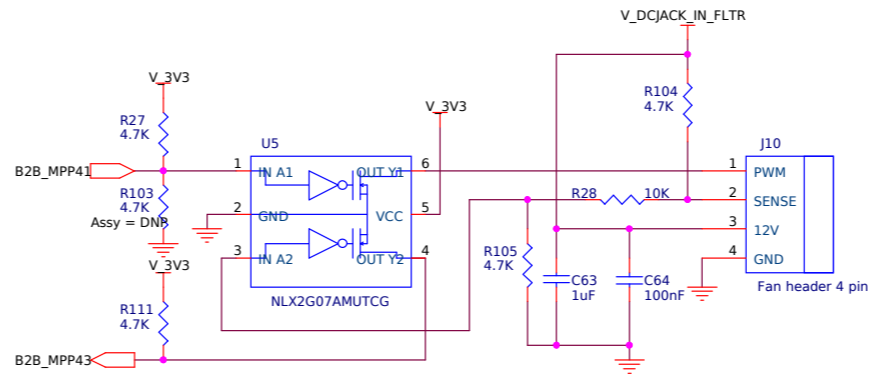 V_DCJACK_IN_FLTR
V_3V3
R27
4.7K
V_3V3
R104
4.7K
U5
J10
B2B_MPP41
1
IN A1
OUT Y1
6
1
PWM
R103
4.7K
R28
10K
2
SENSE
Assy = DNP
2
GND
VCC
5
3
12V
V_3V3
3
IN A2
OUT Y2
4
R105
4.7K
4
GND
C63
1uF
C64
100nF
Fan header 4 pin
R111
4.7K
NLX2G07AMUTCG
B2B_MPP43